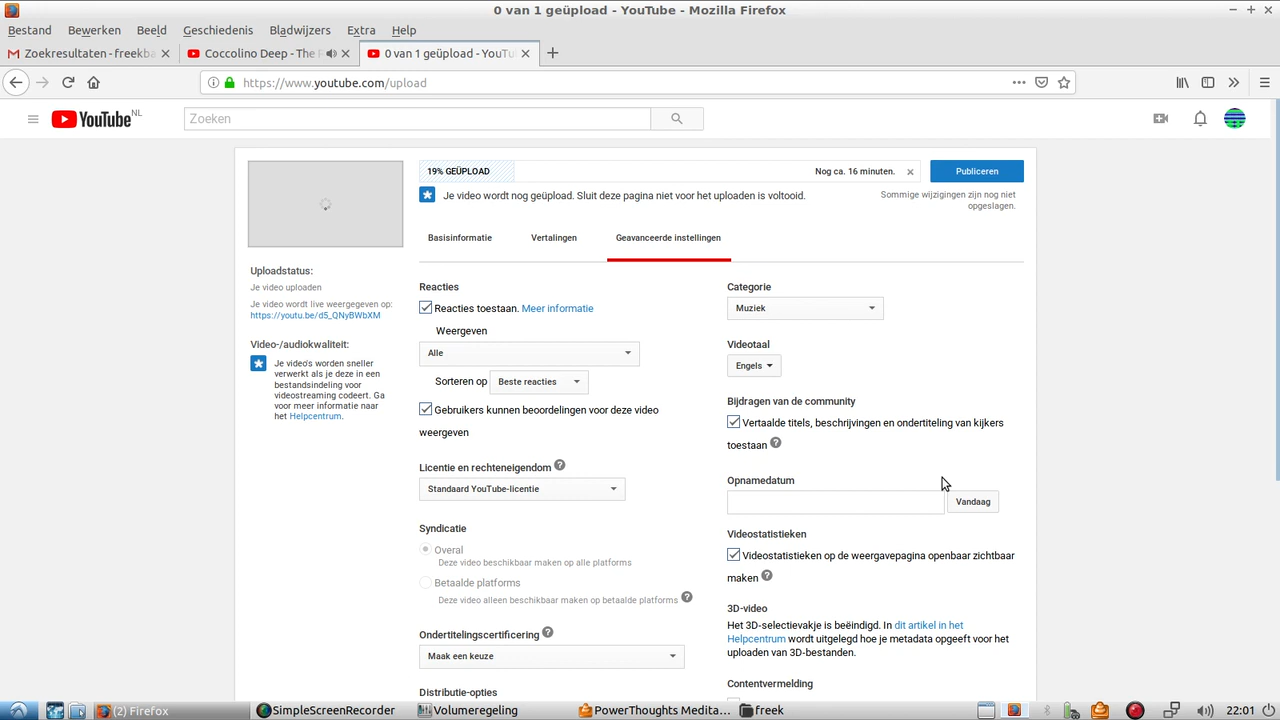 0 van 1 geüpload - YouTube - Mozilla Firefox
Bestand Bewerken Beeld Geschiedenis Bladwijzers Extra Help
Zoekresultaten - freekba
Coccolino Deep - The F
0 van 1 geüpload - YouTu
https://www.youtube.com/upload
YouTube NL
Zoeken
19% GEÜPLOAD
Nog ca. 16 minuten.
Publiceren
Je video wordt nog geüpload. Sluit deze pagina niet voor het uploaden is voltooid.
Sommige wijzigingen zijn nog niet
opgeslagen.
Basisinformatie Vertalingen Geavanceerde instellingen
Uploadstatus:
Je video uploaden
Je video wordt live weergegeven op:
https://youtu.be/d5_QNyBWbXM
Video-/audiokwaliteit:
Je video's worden sneller
verwerkt als je deze in een
bestandsindeling voor
videostreaming codeert. Ga
voor meer informatie naar
het Helpcentrum.
Reacties
Reacties toestaan. Meer informatie
Weergeven
Alle
Sorteren op Beste reacties
Gebruikers kunnen beoordelingen voor deze video
weergeven
Licentie en rechteneigendom
Standaard YouTube-licentie
Syndicatie
Overal
Deze video beschikbaar maken op alle platforms
Betaalde platforms
Deze video alleen beschikbaar maken op betaalde platforms
Ondertitelingscertificering
Maak een keuze
Distributie-opties
Categorie
Muziek
Videotaal
Engels
Bijdragen van de community
Vertaalde titels, beschrijvingen en ondertiteling van kijkers
toestaan
Opnamedatum
Vandaag
Videostatistieken
Videostatistieken op de weergavepagina openbaar zichtbaar
maken
3D-video
Het 3D-selectievakje is beëindigd. In dit artikel in het
Helpcentrum wordt uitgelegd hoe je metadata opgeeft voor het
uploaden van 3D-bestanden.
Contentvermelding
(2) Firefox
SimpleScreenRecorder
Volumeregeling
PowerThoughts Medita...
freek
22:01